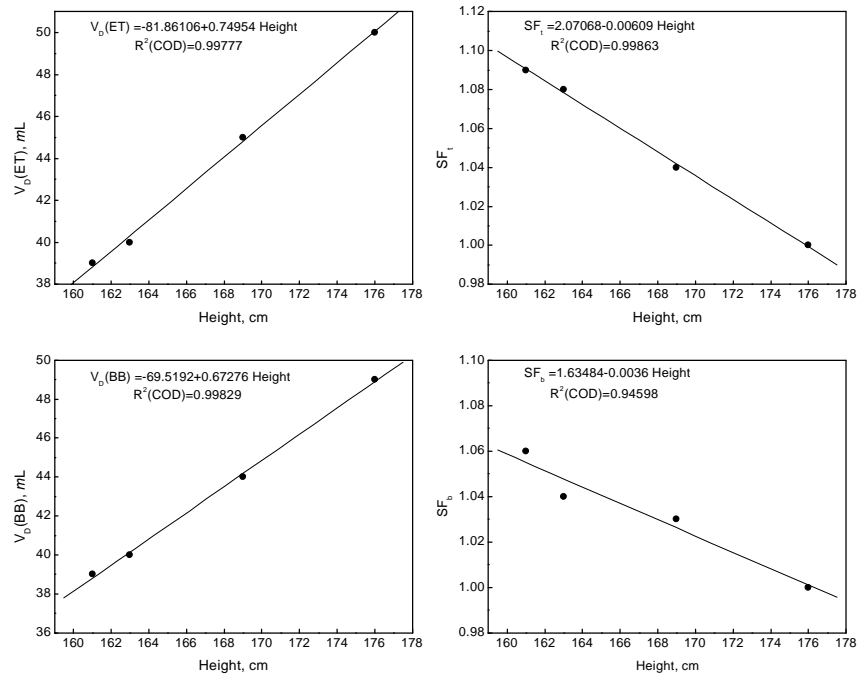 V_D(ET) =-81.86106+0.74954 Height
R²(COD)=0.99777
50
48
46
44
42
40
38
V_D(ET), mL
160 162 164 166 168 170 172 174 176 178
Height, cm
SF_t =2.07068-0.00609 Height
R²(COD)=0.99863
1.12
1.10
1.08
1.06
1.04
1.02
1.00
0.98
SF_t
160 162 164 166 168 170 172 174 176 178
Height, cm
V_D(BB) =-69.5192+0.67276 Height
R²(COD)=0.99829
50
48
46
44
42
40
38
36
V_D(BB), mL
160 162 164 166 168 170 172 174 176 178
Height, cm
SF_b =1.63484-0.0036 Height
R²(COD)=0.94598
1.10
1.08
1.06
1.04
1.02
1.00
0.98
SF_b
160 162 164 166 168 170 172 174 176 178
Height, cm